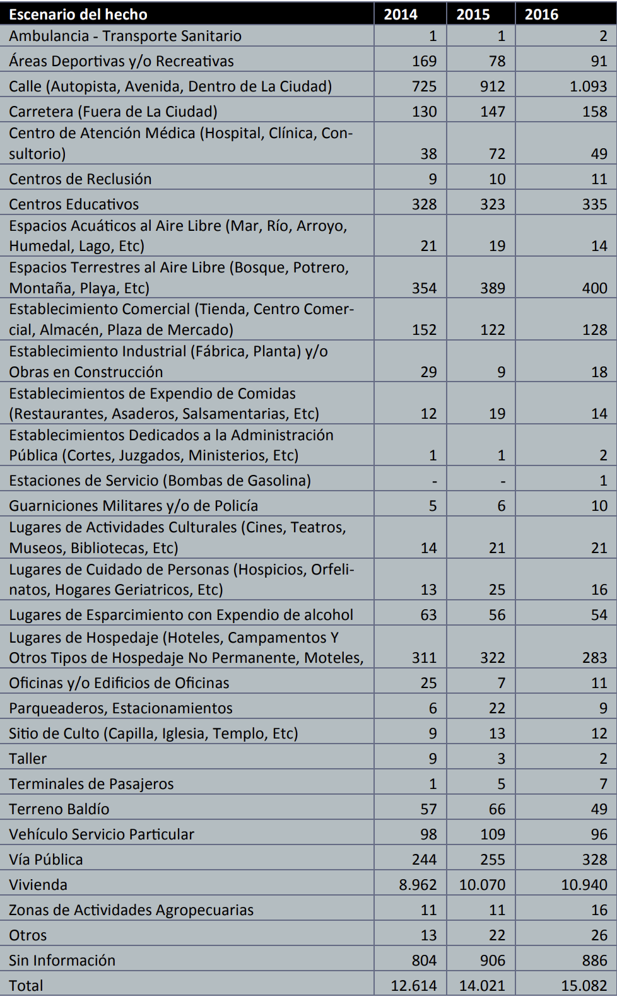 Escenario del hecho 2014 2015 2016
Ambulancia - Transporte Sanitario 1 1 2
Áreas Deportivas y/o Recreativas 169 78 91
Calle (Autopista, Avenida, Dentro de La Ciudad) 725 912 1.093
Carretera (Fuera de La Ciudad) 130 147 158
Centro de Atención Médica (Hospital, Clínica, Con-
sultorio) 38 72 49
Centros de Reclusión 9 10 11
Centros Educativos 328 323 335
Espacios Acuáticos al Aire Libre (Mar, Río, Arroyo,
Humedal, Lago, Etc) 21 19 14
Espacios Terrestres al Aire Libre (Bosque, Potrero,
Montaña, Playa, Etc) 354 389 400
Establecimiento Comercial (Tienda, Centro Comer-
cial, Almacén, Plaza de Mercado) 152 122 128
Establecimiento Industrial (Fábrica, Planta) y/o
Obras en Construcción 29 9 18
Establecimientos de Expendio de Comidas
(Restaurantes, Asaderos, Salsamentarias, Etc) 12 19 14
Establecimientos Dedicados a la Administración
Pública (Cortes, Juzgados, Ministerios, Etc) 1 1 2
Estaciones de Servicio (Bombas de Gasolina) - - 1
Guarniciones Militares y/o de Policía 5 6 10
Lugares de Actividades Culturales (Cines, Teatros,
Museos, Bibliotecas, Etc) 14 21 21
Lugares de Cuidado de Personas (Hospicios, Orfeli-
natos, Hogares Geriatricos, Etc) 13 25 16
Lugares de Esparcimiento con Expendio de alcohol 63 56 54
Lugares de Hospedaje (Hoteles, Campamentos Y
Otros Tipos de Hospedaje No Permanente, Moteles, 311 322 283
Oficinas y/o Edificios de Oficinas 25 7 11
Parqueaderos, Estacionamientos 6 22 9
Sitio de Culto (Capilla, Iglesia, Templo, Etc) 9 13 12
Taller 9 3 2
Terminales de Pasajeros 1 5 7
Terreno Baldío 57 66 49
Vehículo Servicio Particular 98 109 96
Vía Pública 244 255 328
Vivienda 8.962 10.070 10.940
Zonas de Actividades Agropecuarias 11 11 16
Otros 13 22 26
Sin Información 804 906 886
Total 12.614 14.021 15.082